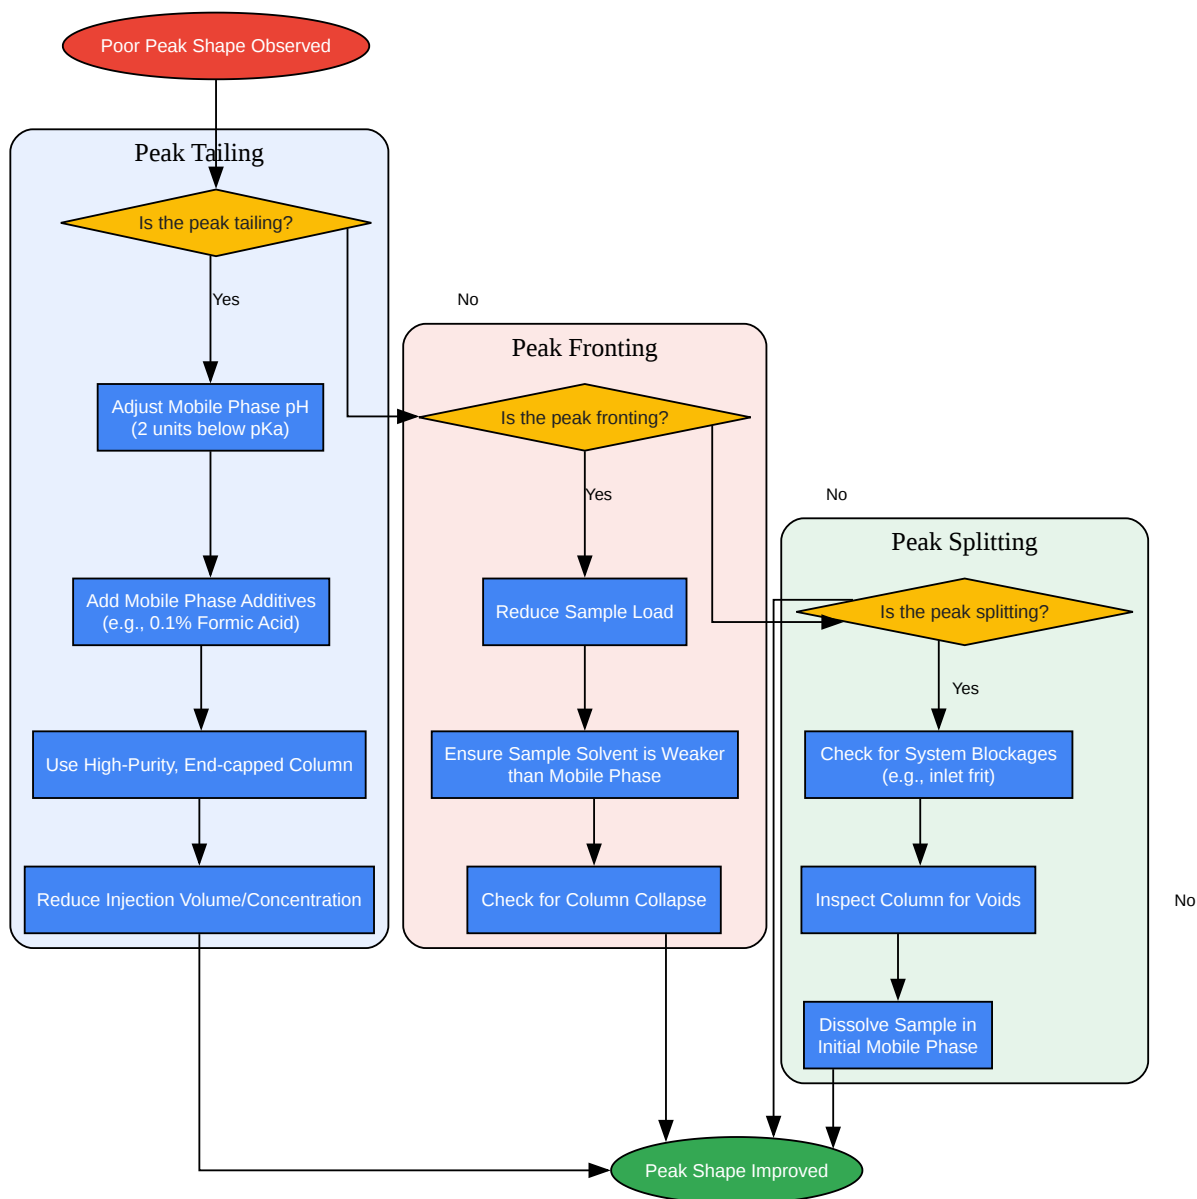 Poor Peak Shape Observed
Peak Tailing
Is the peak tailing?
Yes
No
Adjust Mobile Phase pH
(2 units below pKa)
Add Mobile Phase Additives
(e.g., 0.1% Formic Acid)
Use High-Purity, End-capped Column
Reduce Injection Volume/Concentration
Peak Fronting
Is the peak fronting?
Yes
No
Reduce Sample Load
Ensure Sample Solvent is Weaker
than Mobile Phase
Check for Column Collapse
Peak Splitting
Is the peak splitting?
Yes
No
Check for System Blockages
(e.g., inlet frit)
Inspect Column for Voids
Dissolve Sample in
Initial Mobile Phase
Peak Shape Improved